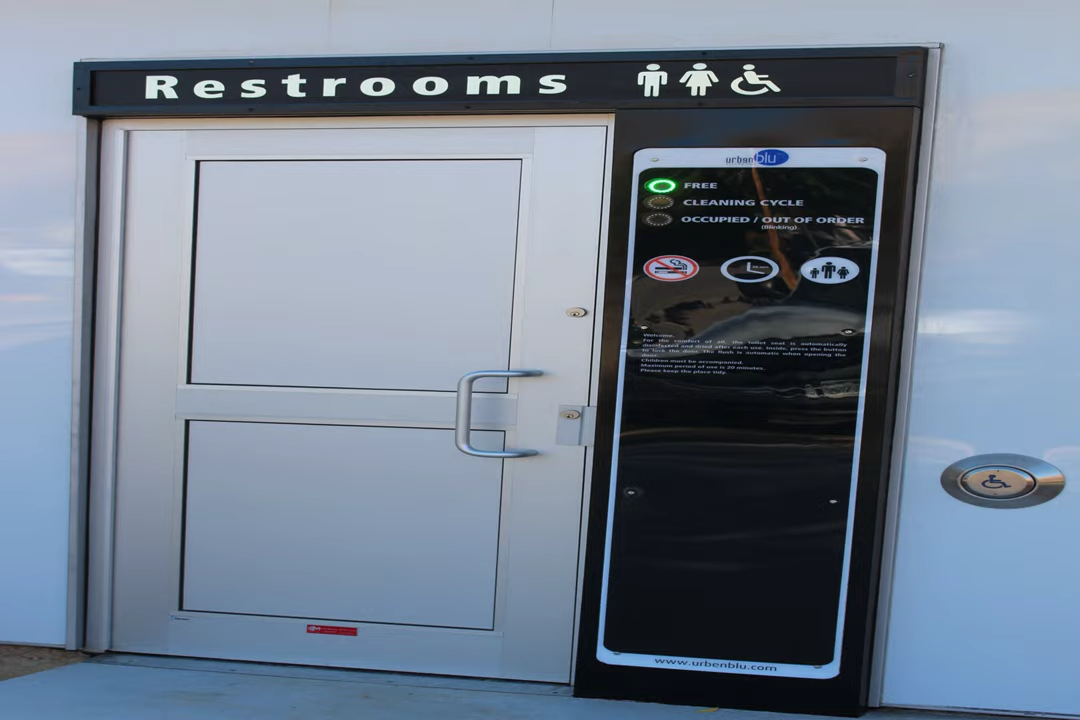 Restrooms
urbenblu
FREE
CLEANING CYCLE
OCCUPIED / OUT OF ORDER
(Blinking)
Welcome.
For the comfort of all, the toilet seat is automatically
disinfected and dried after each use. Inside, press the button
to lock the door. The flush is automatic when opening the
door.
Children must be accompanied.
Maximum period of use is 20 minutes.
Please keep the place tidy.
www.urbenblu.com